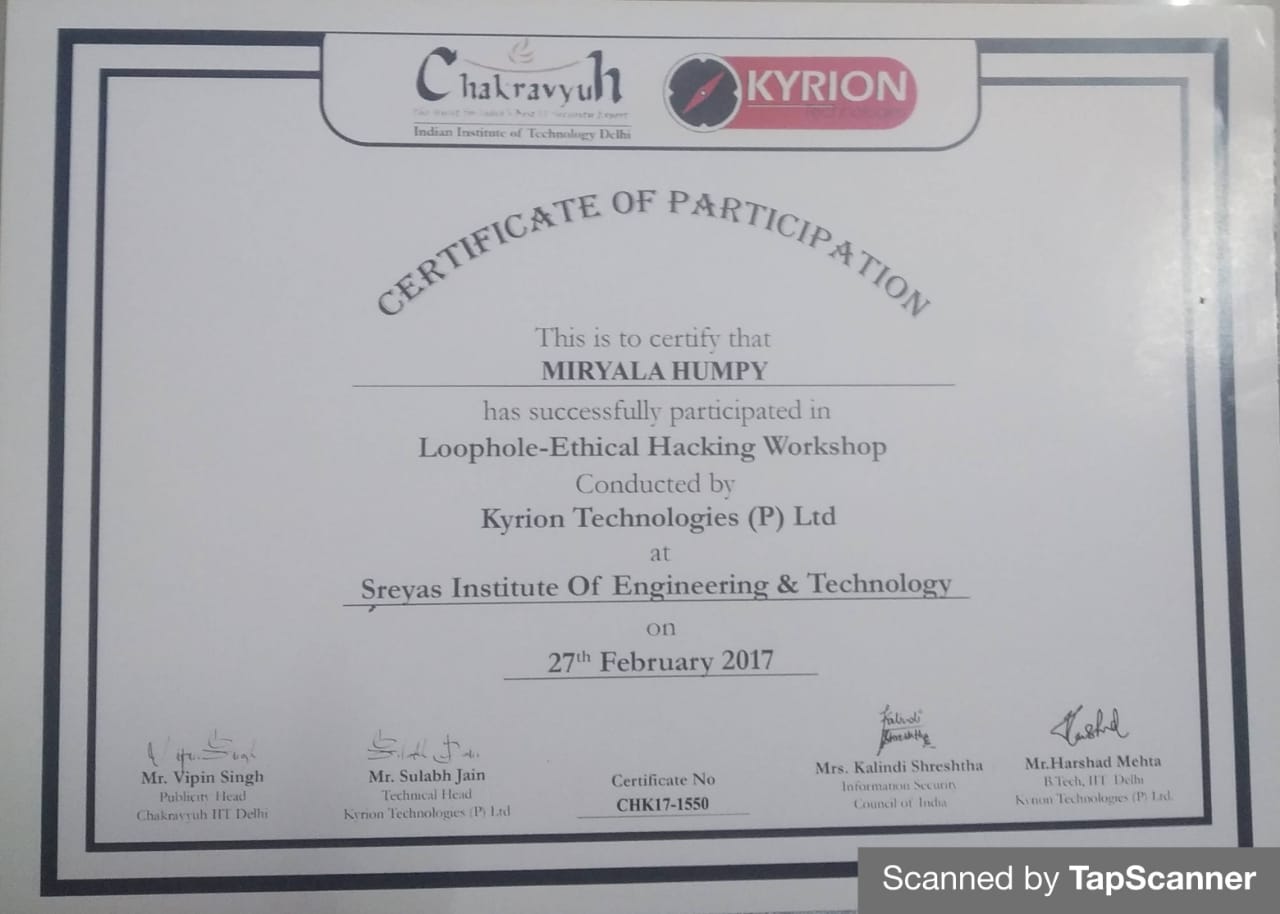 Chakravyuh
Indian Institute of Technology Delhi
KYRION
CERTIFICATE OF PARTICIPATION
This is to certify that
MIRYALA HUMPY
has successfully participated in
Loophole-Ethical Hacking Workshop
Conducted by
Kyrion Technologies (P) Ltd
at
Sreyas Institute Of Engineering & Technology
on
27th February 2017
Mr. Vipin Singh
Publicity Head
Chakravyuh IIT Delhi
Mr. Sulabh Jain
Technical Head
Kyrion Technologies (P) Ltd
Certificate No
CHK17-1550
Kalindi
Shreshtha
Mrs. Kalindi Shreshtha
Information Security
Council of India
Harshad
Mr.Harshad Mehta
B.Tech, IIT Delhi
Kyrion Technologies (P) Ltd.
Scanned by TapScanner